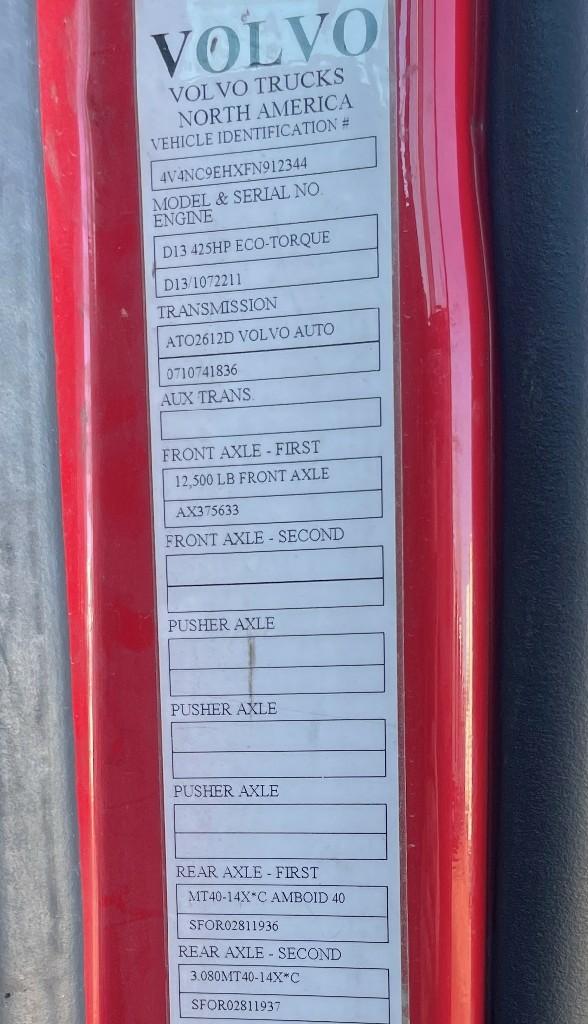 VOLVO
VOLVO TRUCKS
NORTH AMERICA
VEHICLE IDENTIFICATION #
4V4NC9EHXFN912344
MODEL & SERIAL NO.
ENGINE
D13 425HP ECO-TORQUE
D13/1072211
TRANSMISSION
ATO2612D VOLVO AUTO
0710741836
AUX TRANS.
FRONT AXLE - FIRST
12,500 LB FRONT AXLE
AX375633
FRONT AXLE - SECOND
PUSHER AXLE
PUSHER AXLE
PUSHER AXLE
REAR AXLE - FIRST
MT40-14X*C AMBOID 40
SFOR02811936
REAR AXLE - SECOND
3.080MT40-14X*C
SFOR02811937